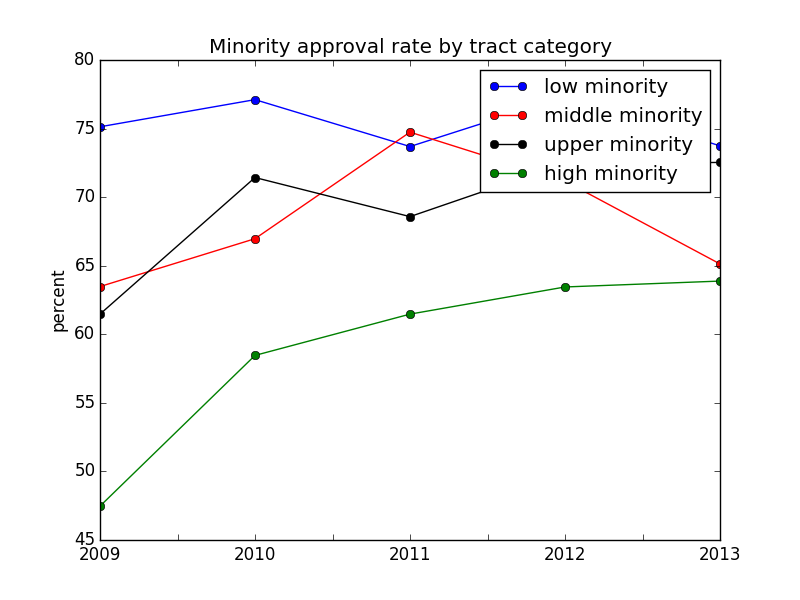 Minority approval rate by tract category
80
75
70
65
60
55
50
45
percent
low minority
middle minority
upper minority
high minority
2009 2010 2011 2012 2013